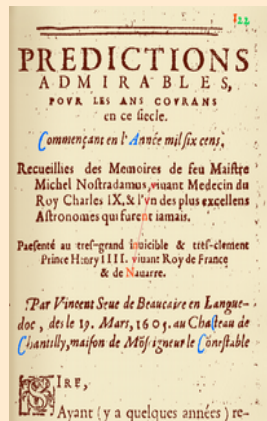 122
PREDICTIONS
ADMIRABLES,
POVR LES ANS COVRANS
en ce siecle.
Commençant en l'Année mil six cens,
Recueillies des Memoires de feu Maistre
Michel Nostradamus, viuant Medecin du
Roy Charles IX, & l'vn des plus excellens
Astronomes qui furent iamais.
Paesenté au tres-grand inuicible & tres-clement
Prince Henry IIII. viuant Roy de France
& de Nauarre.
Par Vincent Seue de Beaucaire en Langue-
doc, des le 19. Mars, 1605. au Chasteau de
Chantilly, maison de Möseigneur le Conestable
SIRE,
Ayant (y a quelques années) re-